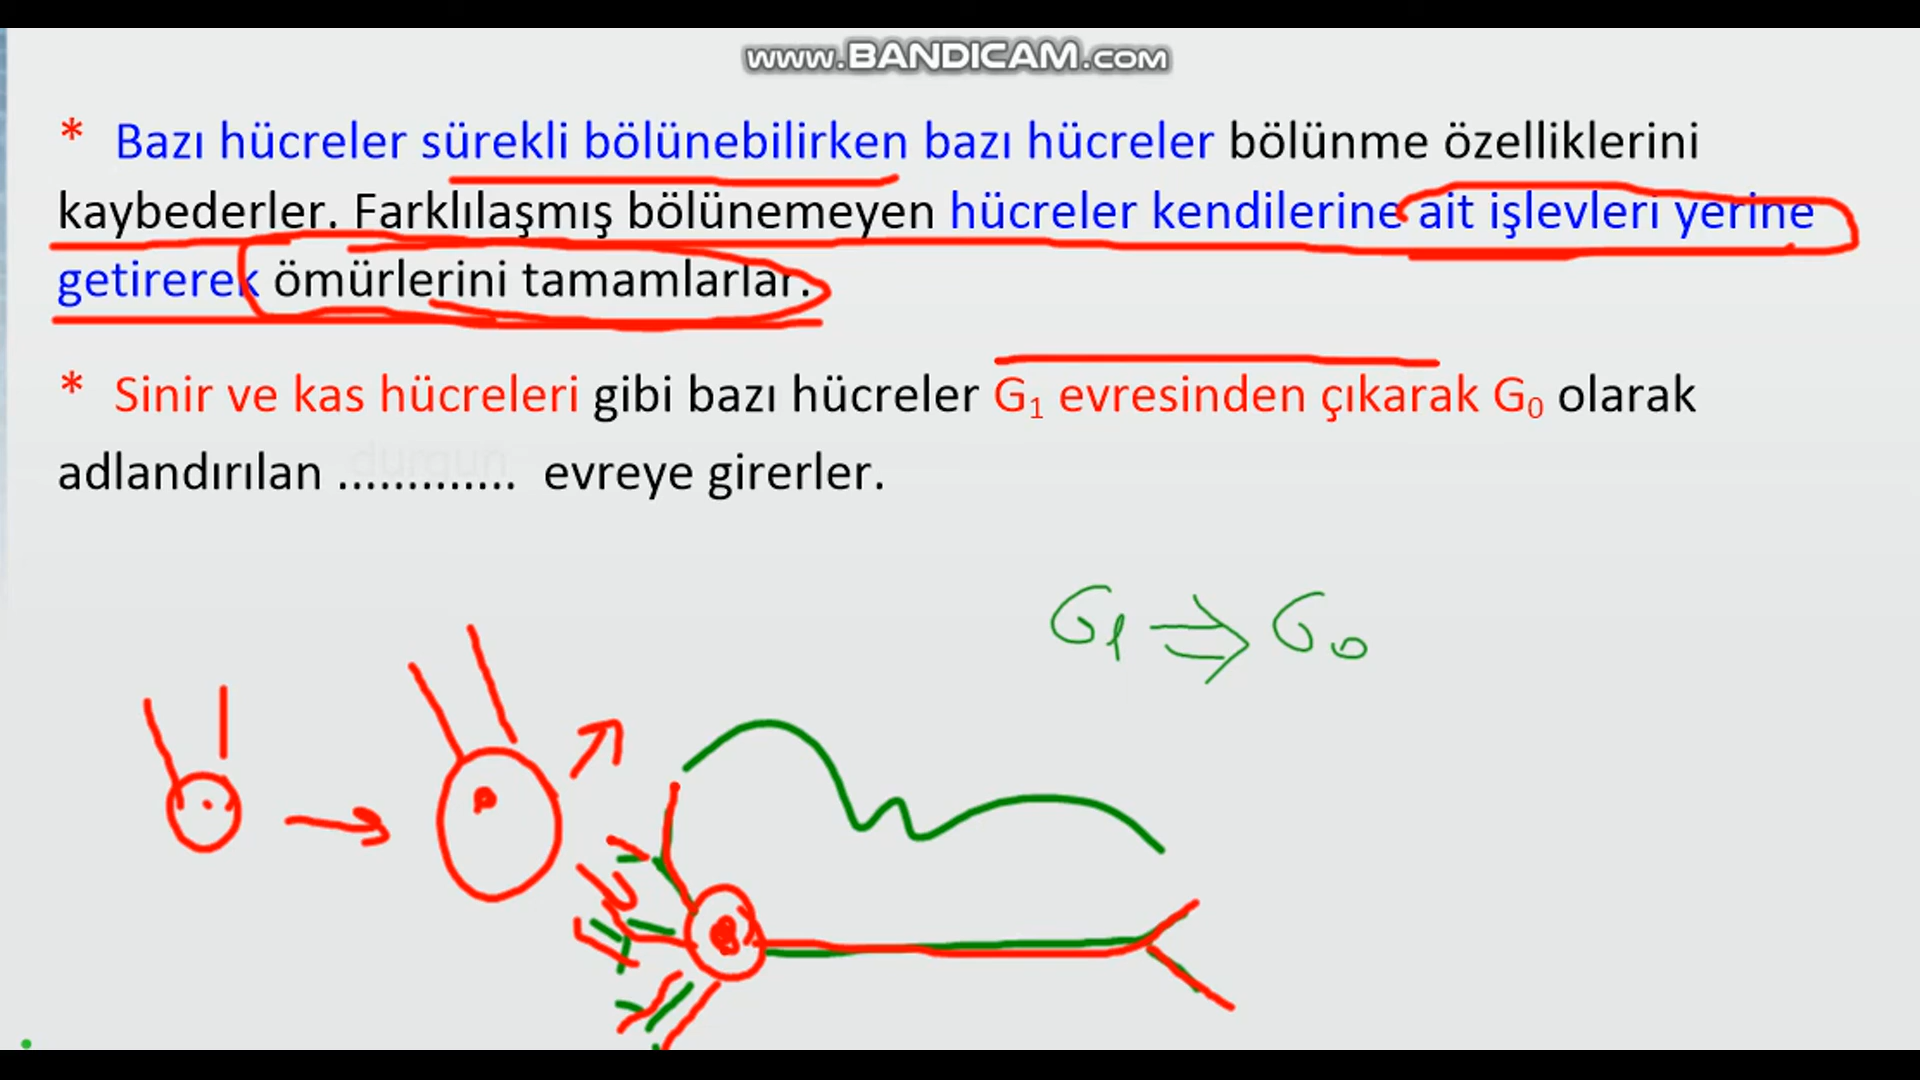 www.BANDICAM.com
* Bazı hücreler sürekli bölünebilirken bazı hücreler bölünme özelliklerini
kaybederler. Farklılaşmış bölünemeyen hücreler kendilerine ait işlevleri yerine
getirerek ömürlerini tamamlarlar.
* Sinir ve kas hücreleri gibi bazı hücreler G₁ evresinden çıkarak G₀ olarak
adlandırılan durgun ............. evreye girerler.
G₁ ⇒ G₀